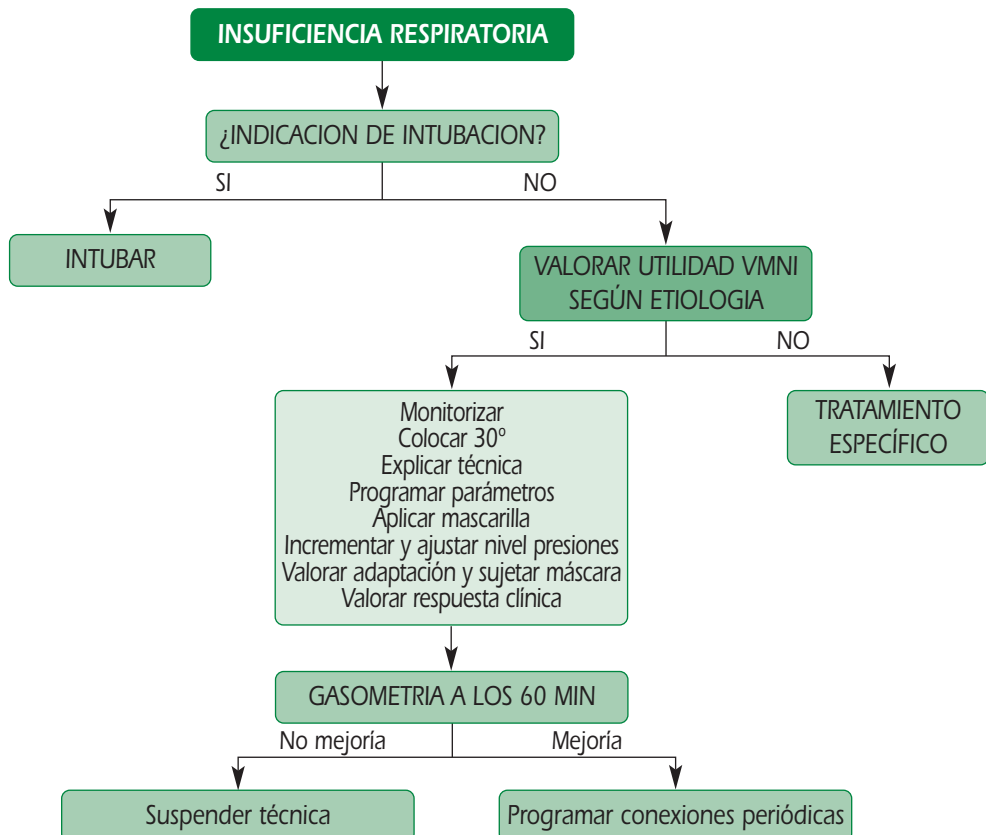 INSUFICIENCIA RESPIRATORIA
¿INDICACION DE INTUBACION?
SI
NO
INTUBAR
VALORAR UTILIDAD VMNI
SEGÚN ETIOLOGIA
SI
NO
Monitorizar
Colocar 30º
Explicar técnica
Programar parámetros
Aplicar mascarilla
Incrementar y ajustar nivel presiones
Valorar adaptación y sujetar máscara
Valorar respuesta clínica
TRATAMIENTO
ESPECÍFICO
GASOMETRIA A LOS 60 MIN
No mejoría
Mejoría
Suspender técnica
Programar conexiones periódicas